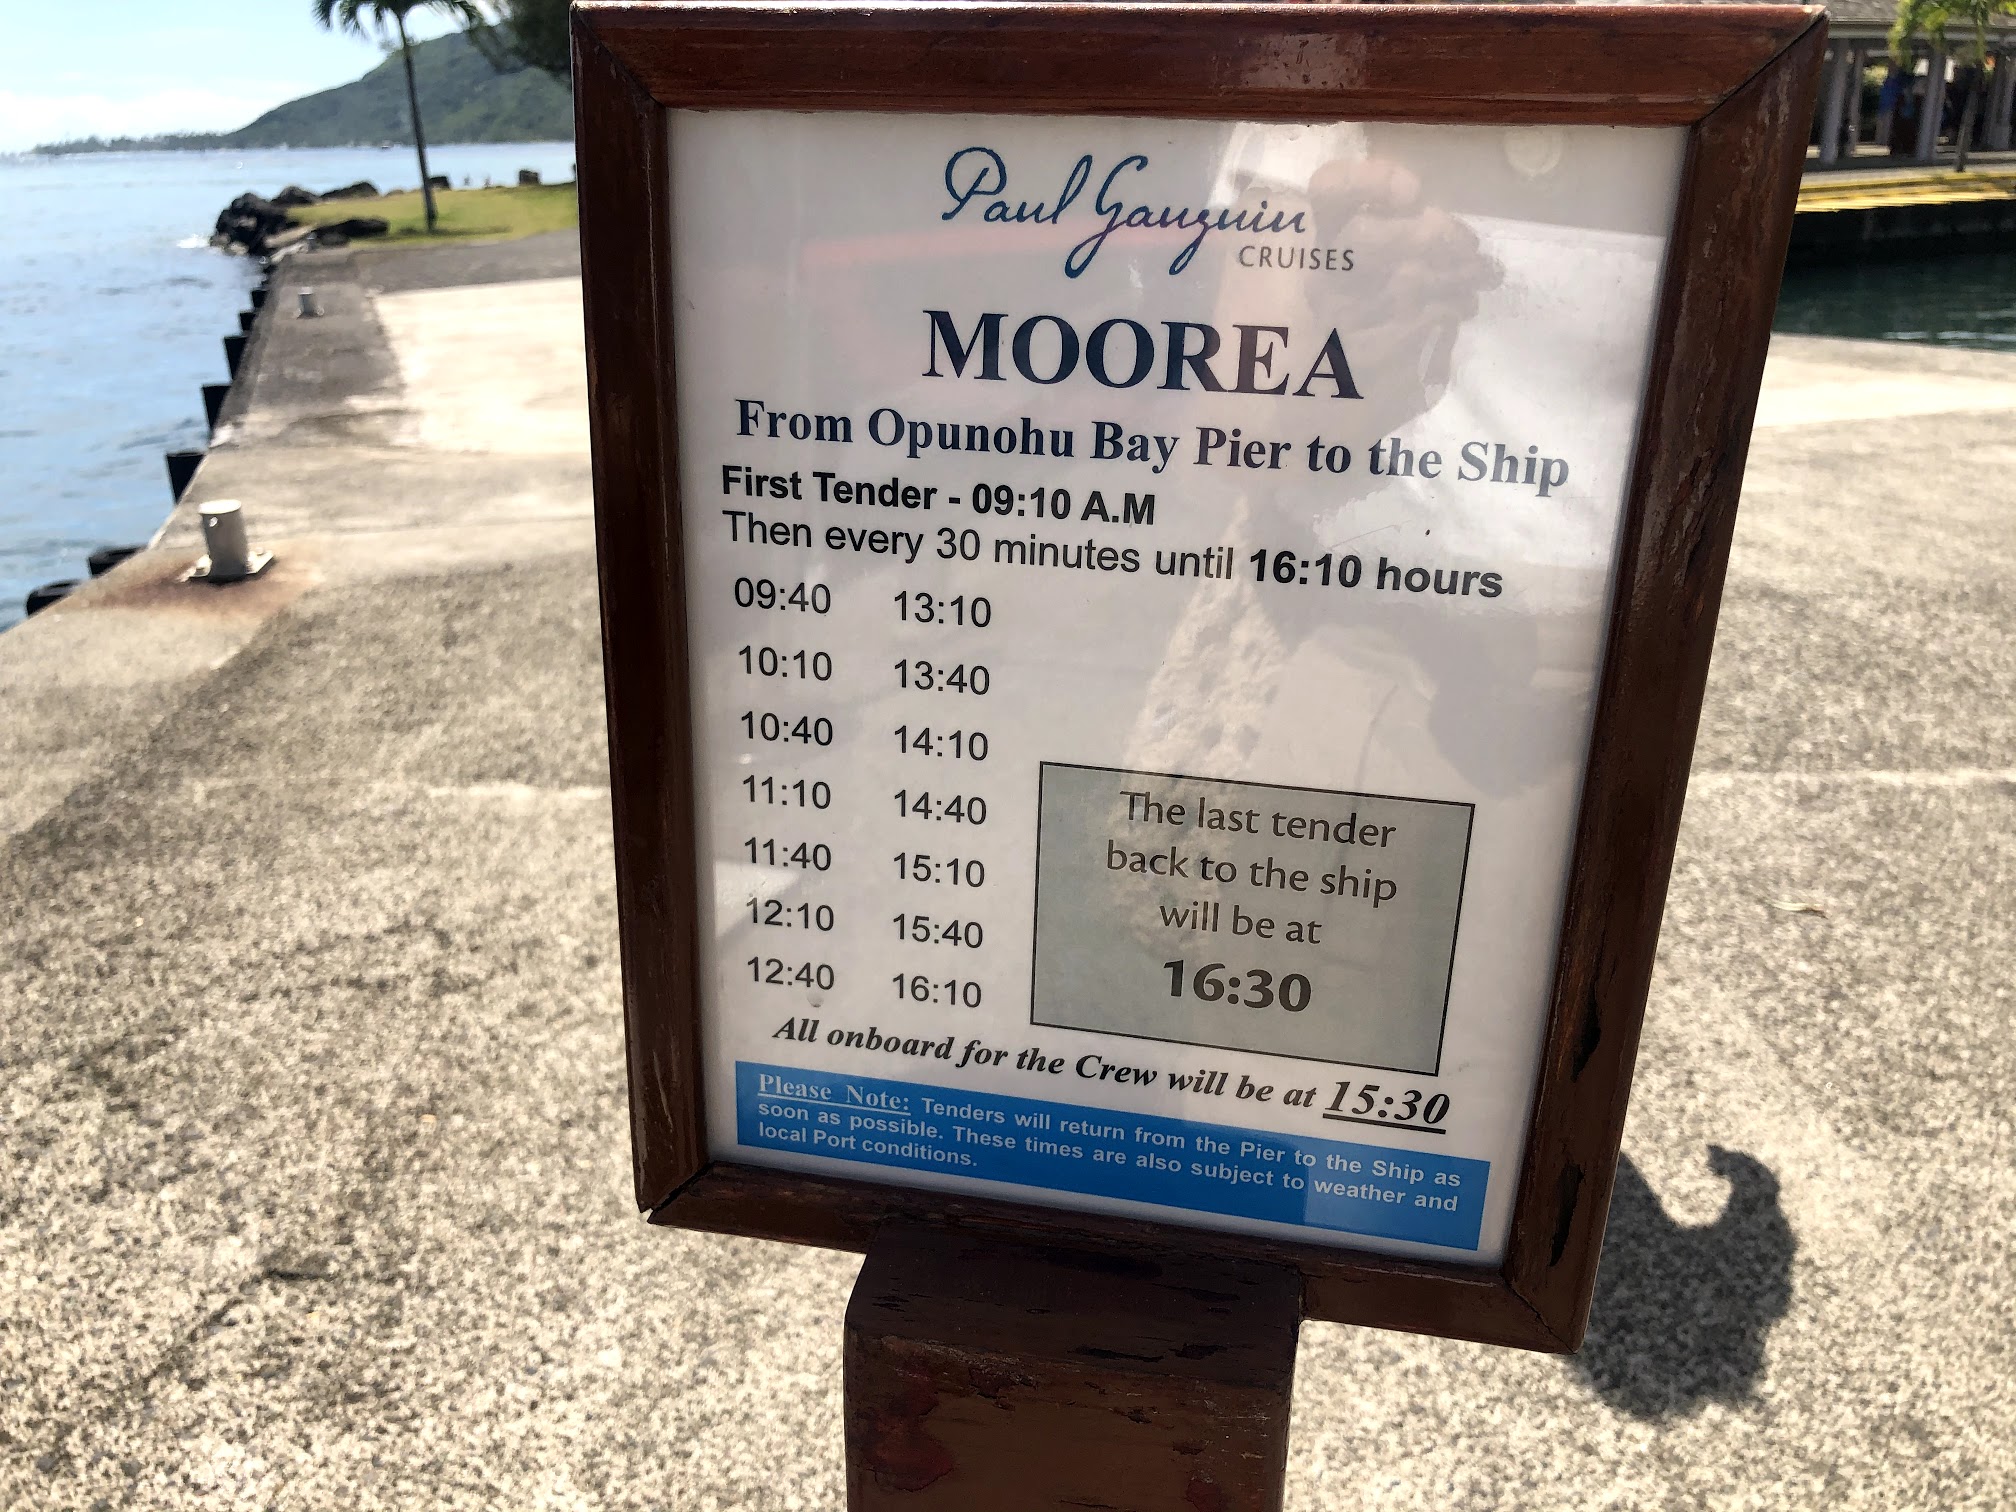 Paul Gauguin
CRUISES
MOOREA
From Opunohu Bay Pier to the Ship
First Tender - 09:10 A.M
Then every 30 minutes until 16:10 hours
09:40 13:10
10:10 13:40
10:40 14:10
11:10 14:40
11:40 15:10
12:10 15:40
12:40 16:10
The last tender
back to the ship
will be at
16:30
All onboard for the Crew will be at 15:30
Please Note: Tenders will return from the Pier to the Ship as
soon as possible. These times are also subject to weather and
local Port conditions.